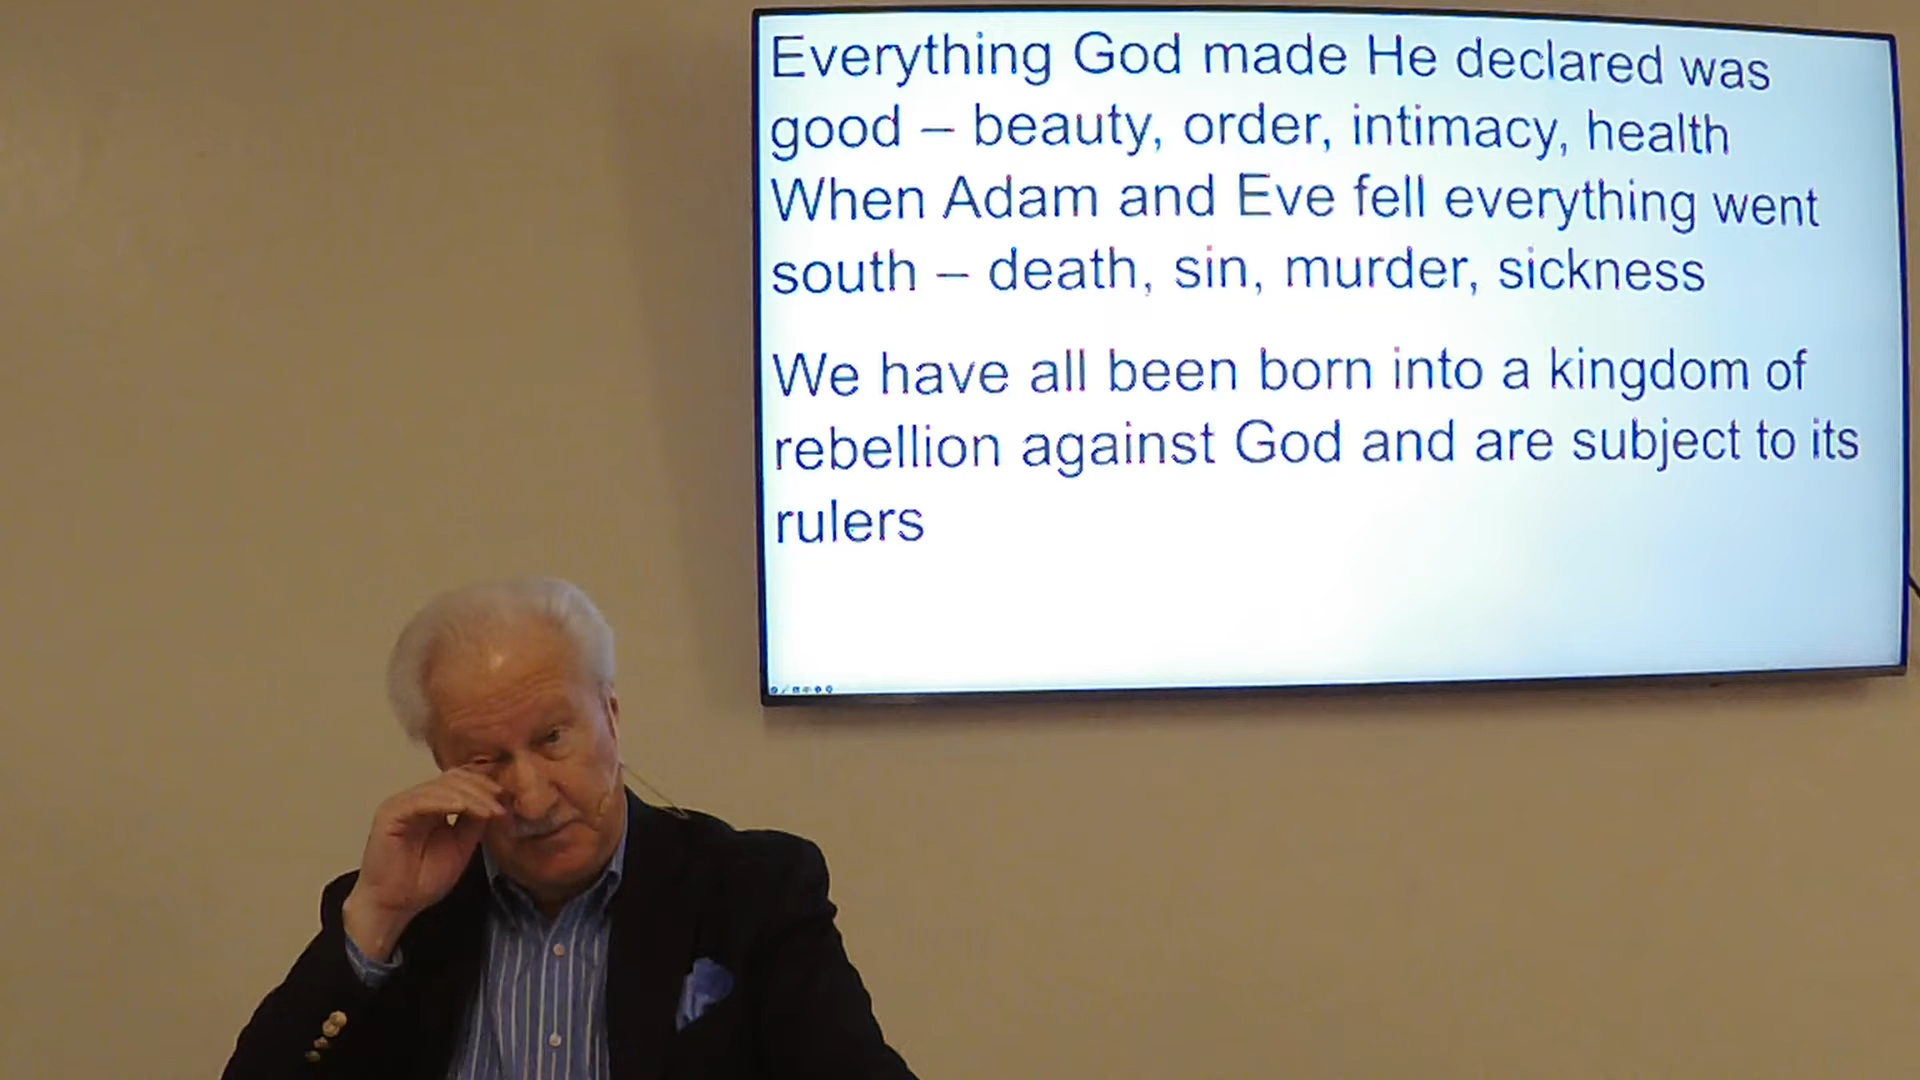 Everything God made He declared was
good – beauty, order, intimacy, health
When Adam and Eve fell everything went
south – death, sin, murder, sickness
We have all been born into a kingdom of
rebellion against God and are subject to its
rulers